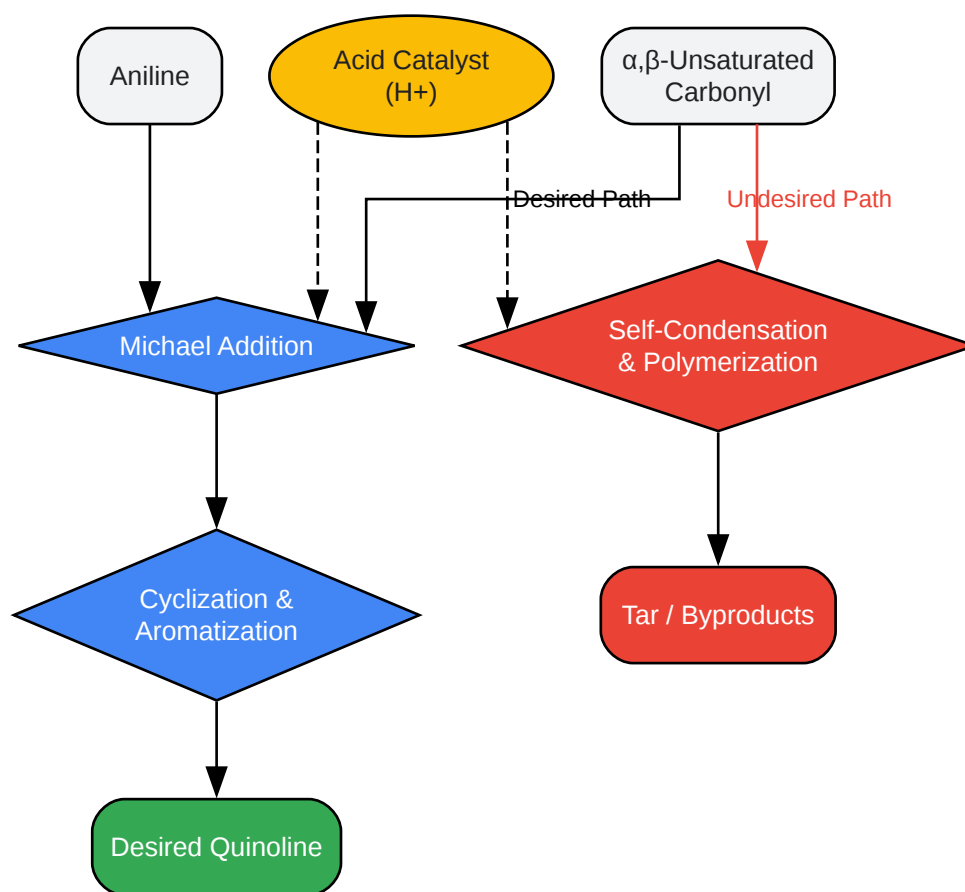 Aniline
Acid Catalyst
(H+)
α,β-Unsaturated
Carbonyl
Desired Path
Undesired Path
Michael Addition
Self-Condensation
& Polymerization
Cyclization &
Aromatization
Tar / Byproducts
Desired Quinoline